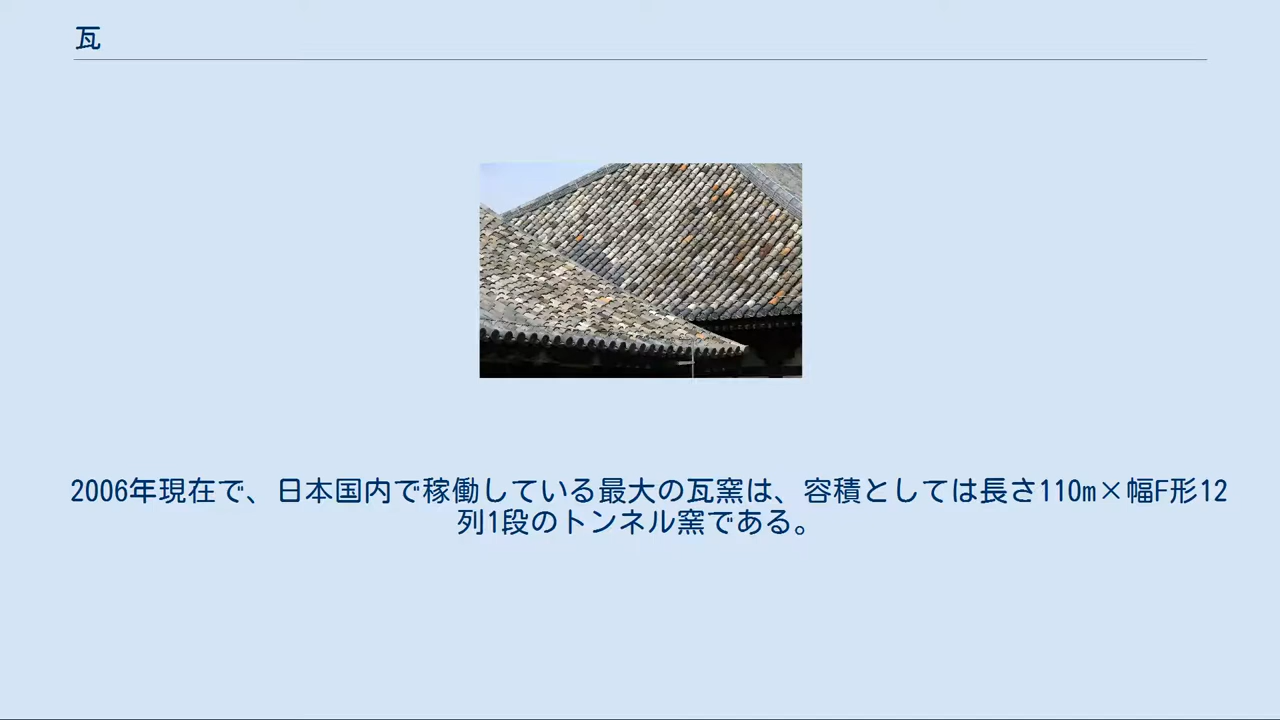 瓦
2006年現在で、日本国内で稼働している最大の瓦窯は、容積としては長さ110m×幅F形12
列1段のトンネル窯である。